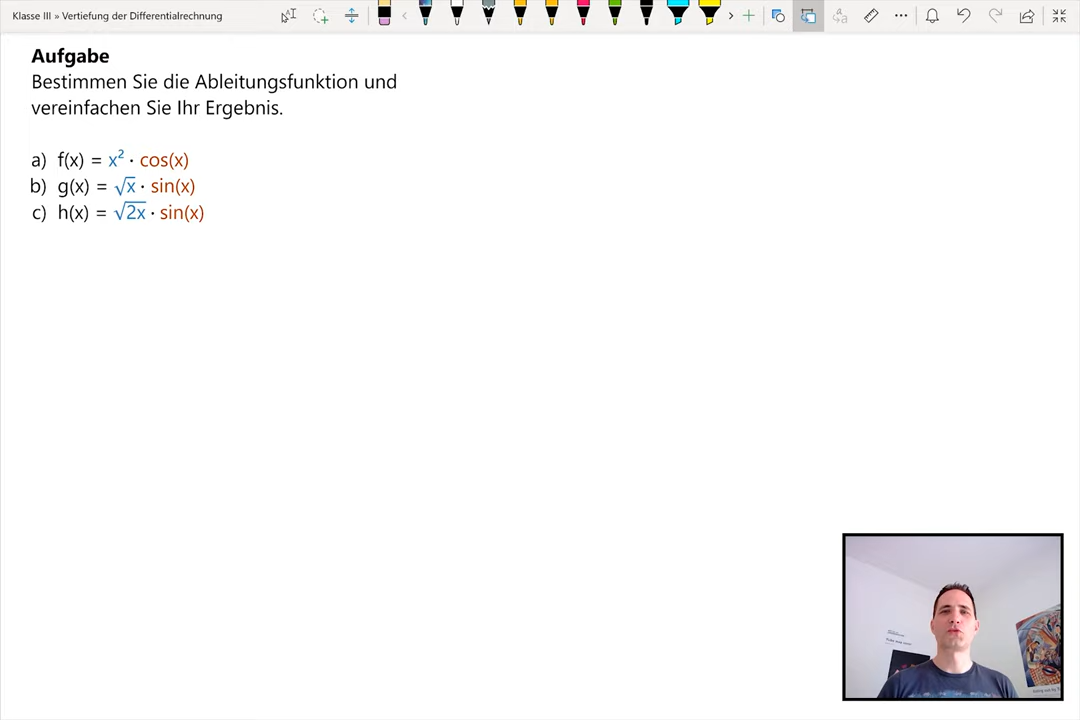 Klasse III » Vertiefung der Differentialrechnung
Aufgabe
Bestimmen Sie die Ableitungsfunktion und
vereinfachen Sie Ihr Ergebnis.
a) f(x) = x² · cos(x)
b) g(x) = √x · sin(x)
c) h(x) = √2x · sin(x)